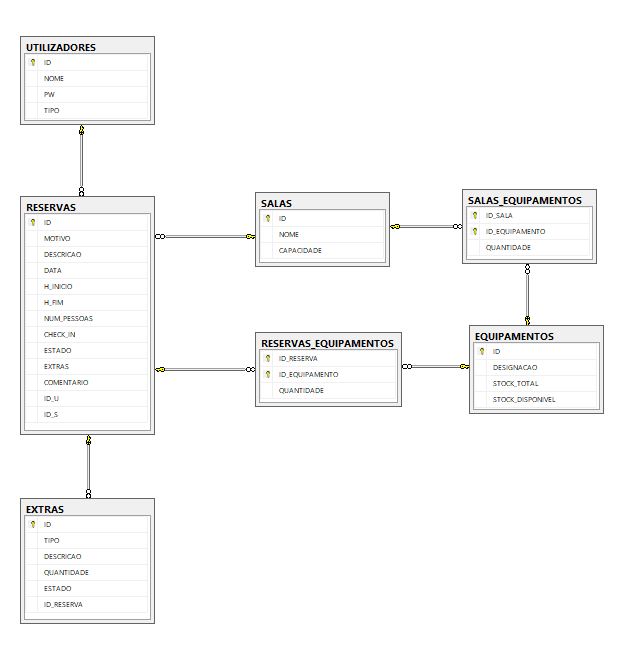 UTILIZADORES
ID
NOME
PW
TIPO
RESERVAS
ID
MOTIVO
DESCRICAO
DATA
H_INICIO
H_FIM
NUM_PESSOAS
CHECK_IN
ESTADO
EXTRAS
COMENTARIO
ID_U
ID_S
SALAS
ID
NOME
CAPACIDADE
SALAS_EQUIPAMENTOS
ID_SALA
ID_EQUIPAMENTO
QUANTIDADE
RESERVAS_EQUIPAMENTOS
ID_RESERVA
ID_EQUIPAMENTO
QUANTIDADE
EQUIPAMENTOS
ID
DESIGNACAO
STOCK_TOTAL
STOCK_DISPONIVEL
EXTRAS
ID
TIPO
DESCRICAO
QUANTIDADE
ESTADO
ID_RESERVA